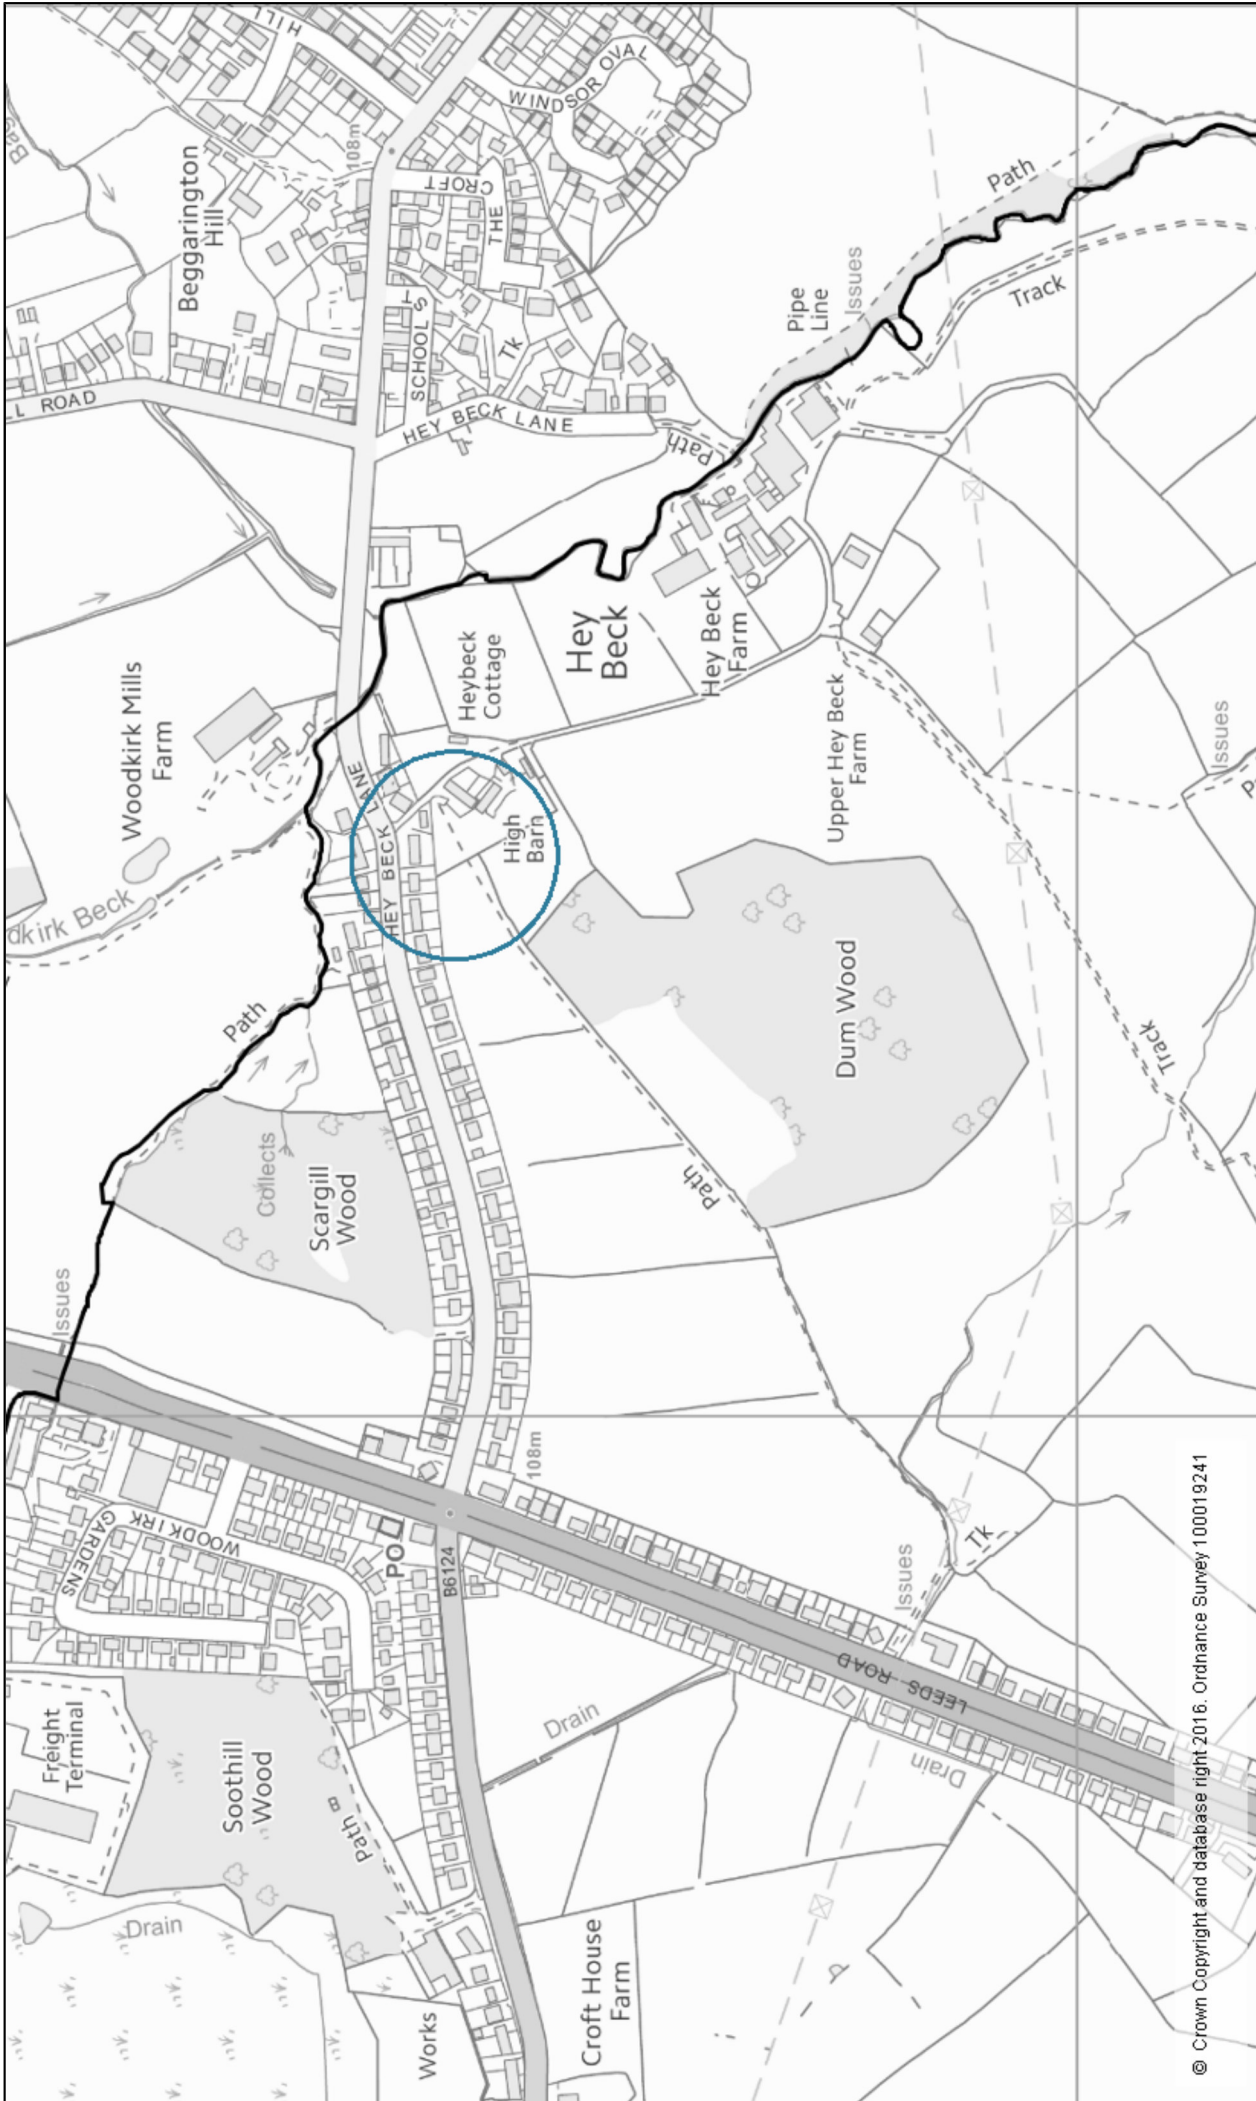 Freight
Terminal
Drain
Soothill
Wood
Path
Works
Croft House
Farm
GARDENS
WOODKIRK
PO
B6124
108m
Drain
Drain
LEEDS ROAD
Issues
Tk
Issues
Collects
Scargill
Wood
Path
Path
Dum Wood
Track
HEY BECK LANE
High
Barn
Woodkirk Mills
Farm
dkirk Beck
Heybeck
Cottage
Hey
Beck
Hey Beck
Farm
Upper Hey Beck
Farm
Issues
P
L ROAD
Beggarington
Hill
HILL
Bag
108m
WINDSOR OVAL
THE
CROFT
SCHOOL ST
Tk
HEY BECK LANE
Path
Pipe
Line
Issues
Path
Track
© Crown Copyright and database right 2016. Ordnance Survey 100019241